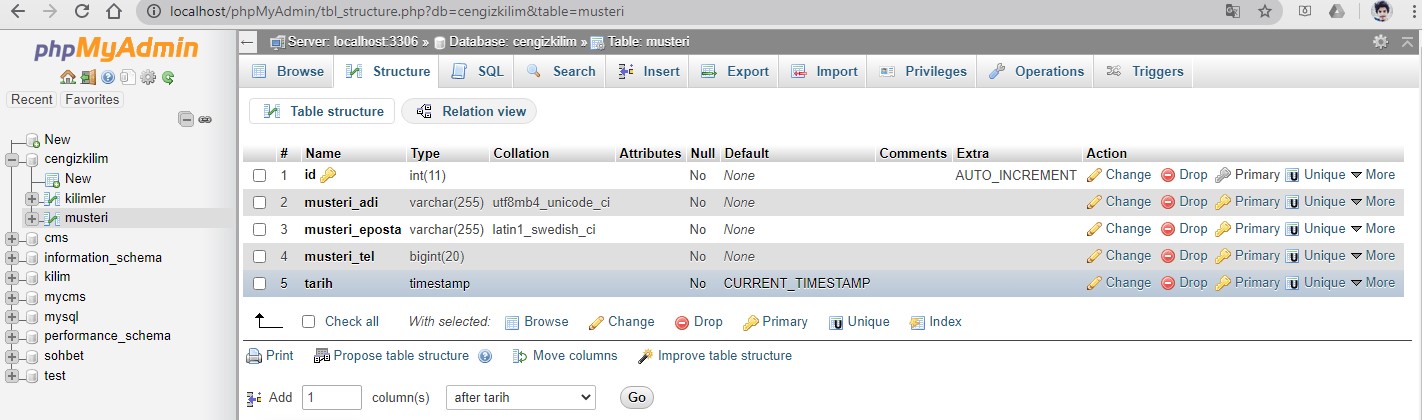 localhost/phpMyAdmin/tbl_structure.php?db=cengizkilim&table=musteri
phpMyAdmin
Recent Favorites
New
cengizkilim
New
kilimler
musteri
cms
information_schema
kilim
mycms
mysql
performance_schema
sohbet
test
Server: localhost:3306 » Database: cengizkilim » Table: musteri
Browse Structure SQL Search Insert Export Import Privileges Operations Triggers
Table structure Relation view
# Name Type Collation Attributes Null Default Comments Extra Action
1 id int(11) No None AUTO_INCREMENT Change Drop Primary Unique More
2 musteri_adi varchar(255) utf8mb4_unicode_ci No None Change Drop Primary Unique More
3 musteri_eposta varchar(255) latin1_swedish_ci No None Change Drop Primary Unique More
4 musteri_tel bigint(20) No None Change Drop Primary Unique More
5 tarih timestamp No CURRENT_TIMESTAMP Change Drop Primary Unique More
Check all With selected: Browse Change Drop Primary Unique Index
Print Propose table structure Move columns Improve table structure
Add 1 column(s) after tarih Go